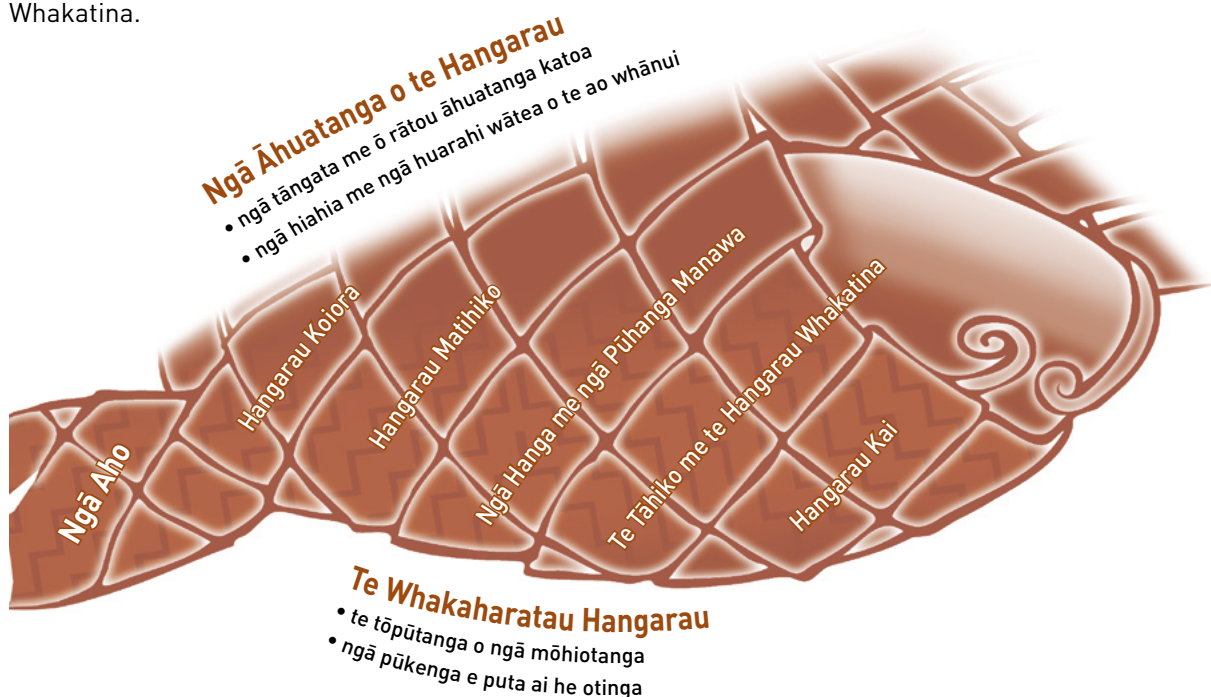 Whakatina.
Ngā Āhuatanga o te Hangarau
• ngā tāngata me ō rātou āhuatanga katoa
• ngā hiahia me ngā huarahi wātea o te ao whānui
Ngā Aho
Hangarau Koiora
Hangarau Matihiko
Ngā Hanga me ngā Pūhanga Manawa
Te Tāhiko me te Hangarau Whakatina
Hangarau Kai
Te Whakaharatau Hangarau
• te tōpūtanga o ngā mōhiotanga
• ngā pūkenga e puta ai he otinga